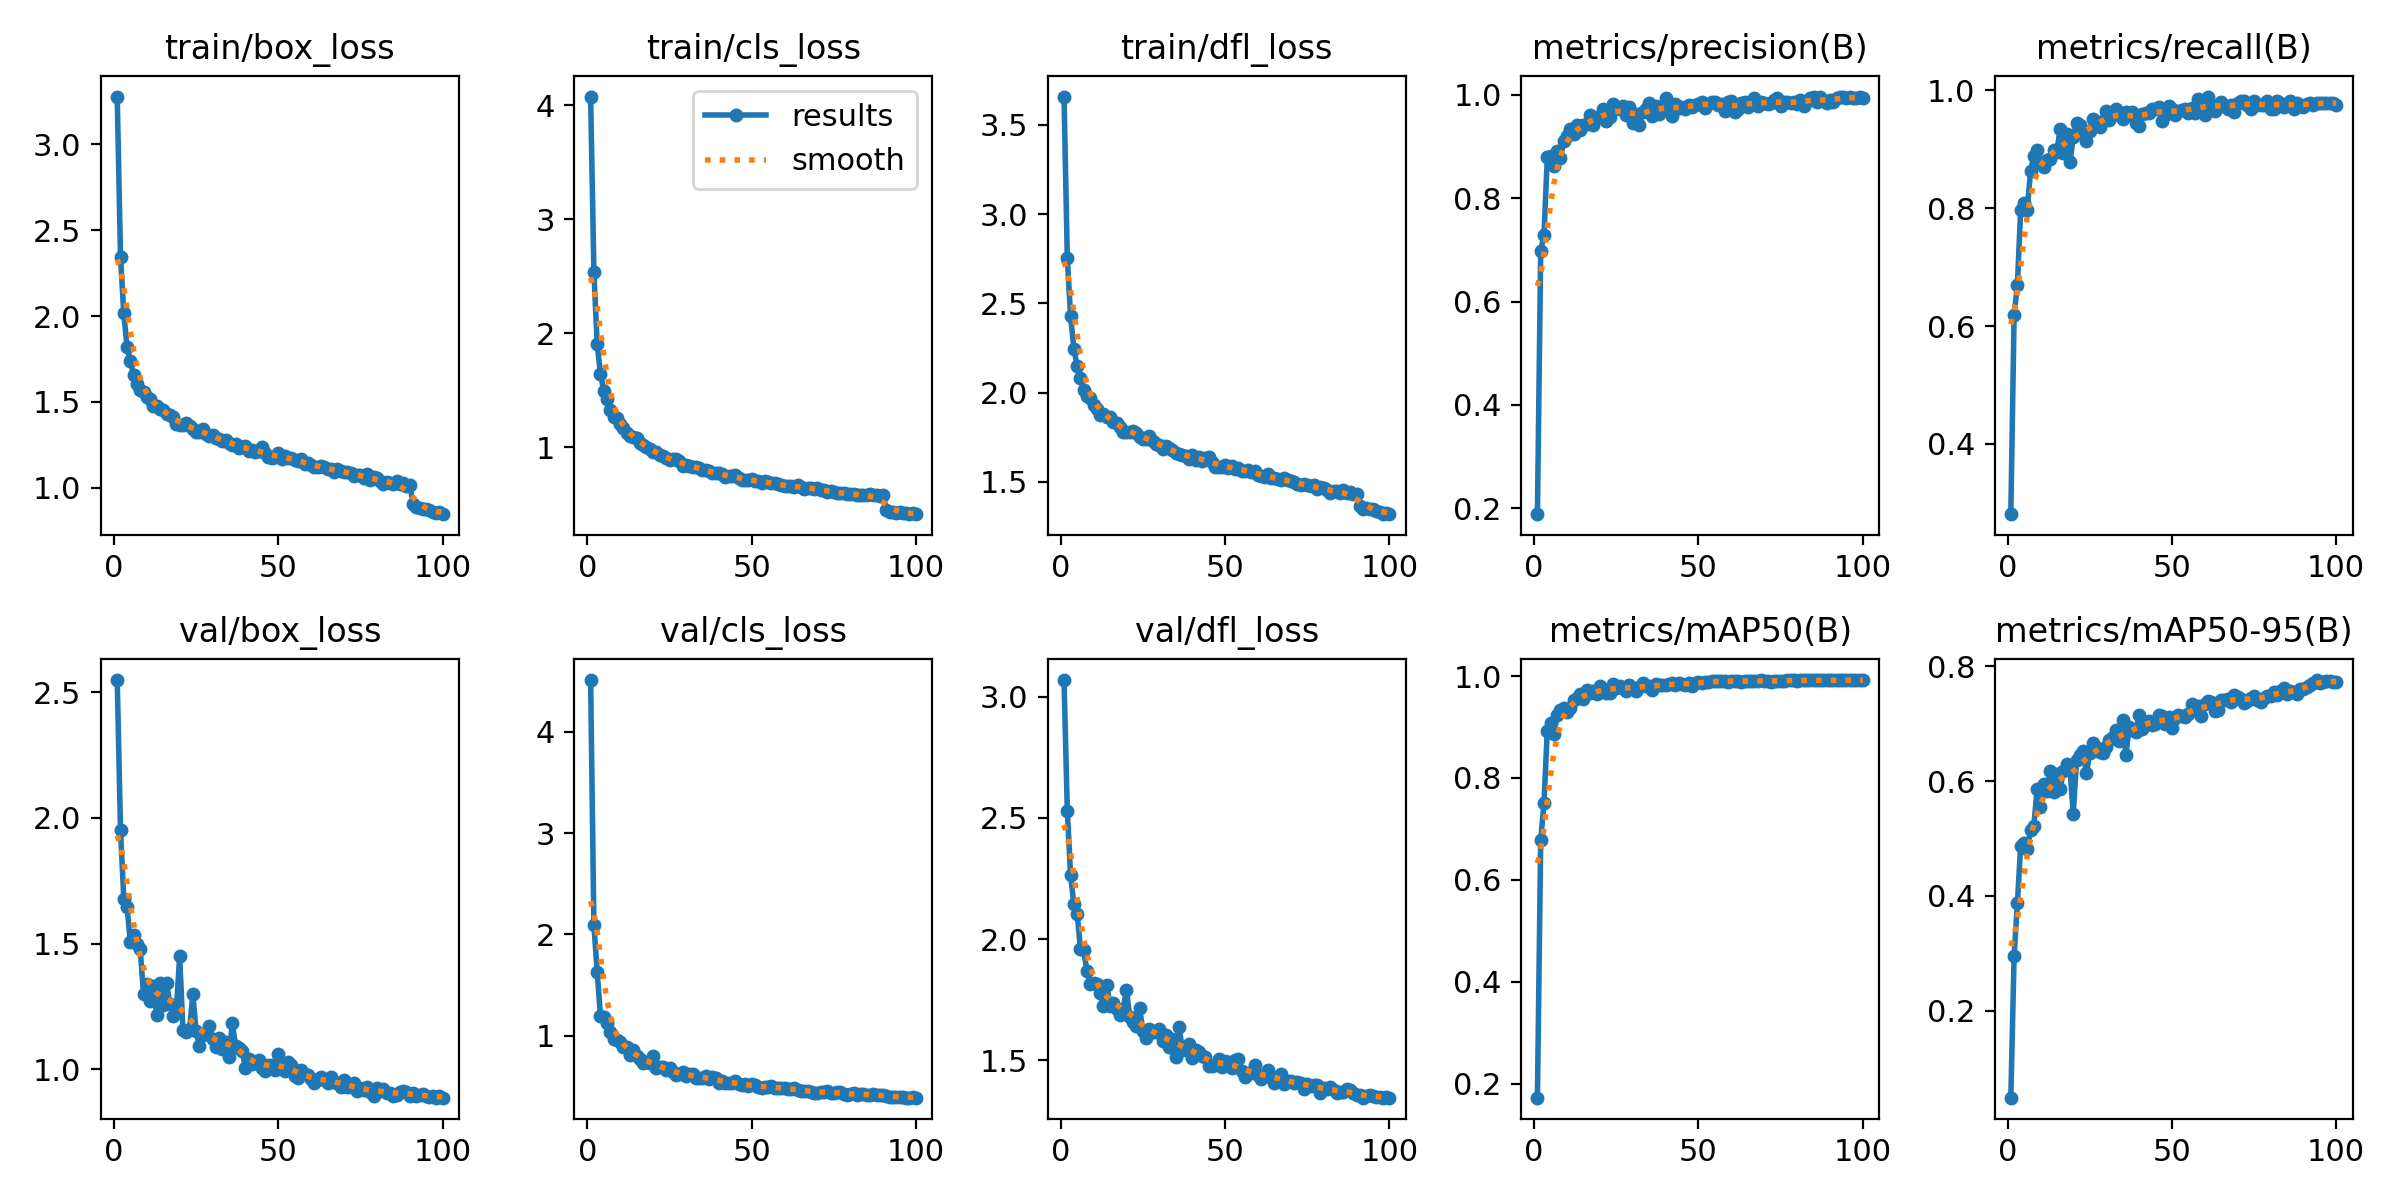 train/box_loss
train/cls_loss
train/dfl_loss
metrics/precision(B)
metrics/recall(B)
3.0
2.5
2.0
1.5
1.0
0 50 100
4
3
2
1
0 50 100
results
smooth
3.5
3.0
2.5
2.0
1.5
0 50 100
1.0
0.8
0.6
0.4
0.2
0 50 100
1.0
0.8
0.6
0.4
0 50 100
val/box_loss
val/cls_loss
val/dfl_loss
metrics/mAP50(B)
metrics/mAP50-95(B)
2.5
2.0
1.5
1.0
0 50 100
4
3
2
1
0 50 100
3.0
2.5
2.0
1.5
0 50 100
1.0
0.8
0.6
0.4
0.2
0 50 100
0.8
0.6
0.4
0.2
0 50 100